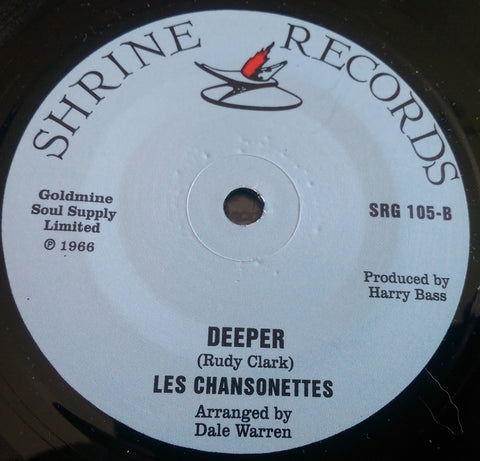 SHRINE RECORDS
Goldmine
Soul Supply
Limited
℗ 1966
SRG 105-B
Produced by
Harry Bass
DEEPER
(Rudy Clark)
LES CHANSONETTES
Arranged by
Dale Warren